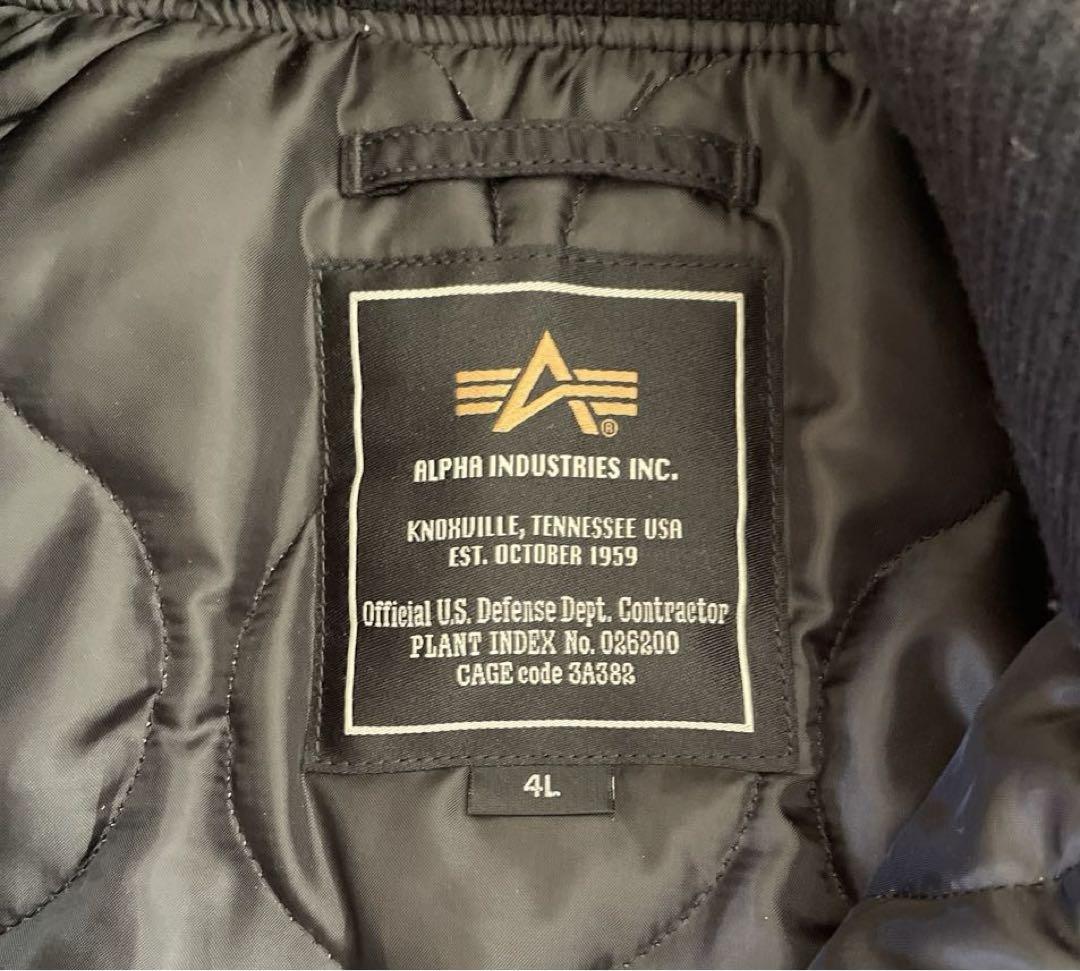 ®
ALPHA INDUSTRIES INC.
KNOXVILLE, TENNESSEE USA
EST. OCTOBER 1959
Official U.S. Defense Dept. Contractor
PLANT INDEX No. 026200
CAGE code 3A382
4L